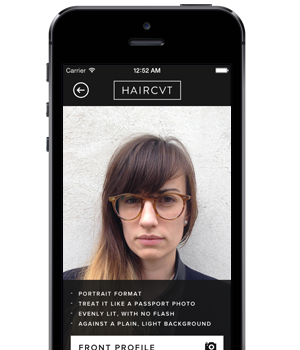 Carrier 12:52 AM
HAIRCVT
- PORTRAIT FORMAT
- TREAT IT LIKE A PASSPORT PHOTO
- EVENLY LIT, WITH NO FLASH
- AGAINST A PLAIN, LIGHT BACKGROUND
FRONT PROFILE